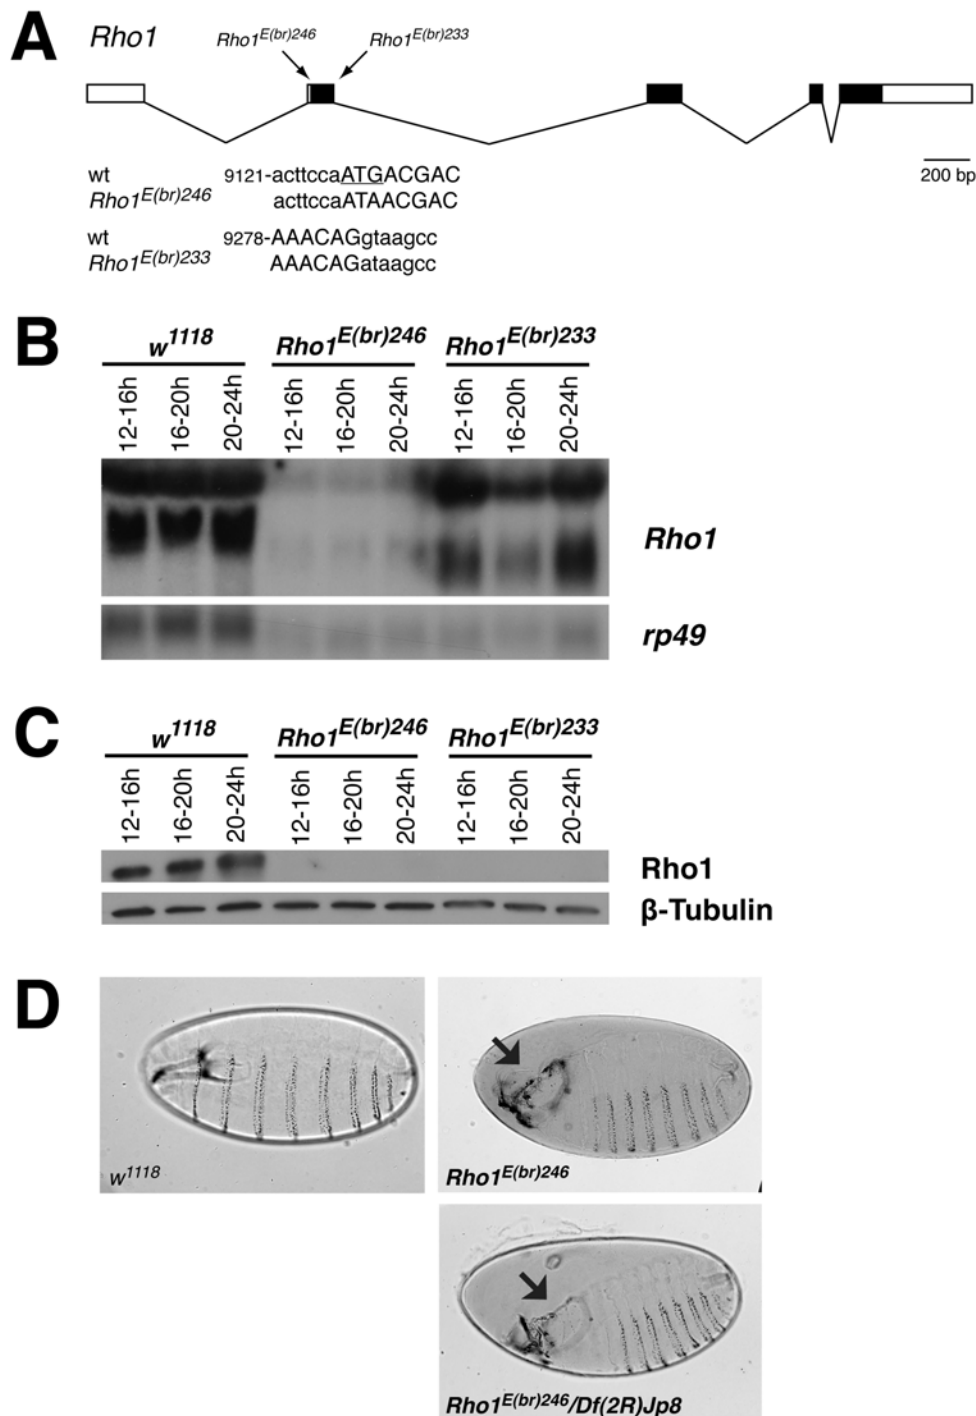 A
Rho1
Rho1E(br)246 Rho1E(br)233
200 bp
wt 9121-acttccaATGACGAC
Rho1E(br)246 acttccaATAACGAC
wt 9278-AAACAGgtaagcc
Rho1E(br)233 AAACAGataagcc
B
w1118 Rho1E(br)246 Rho1E(br)233
12-16h 16-20h 20-24h 12-16h 16-20h 20-24h 12-16h 16-20h 20-24h
Rho1
rp49
C
w1118 Rho1E(br)246 Rho1E(br)233
12-16h 16-20h 20-24h 12-16h 16-20h 20-24h 12-16h 16-20h 20-24h
Rho1
β-Tubulin
D
w1118
Rho1E(br)246
Rho1E(br)246/Df(2R)Jp8